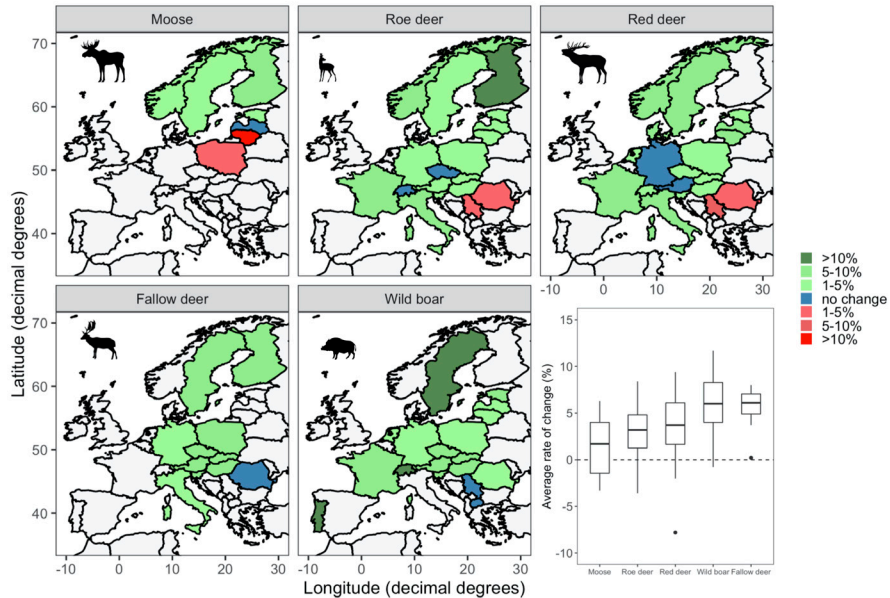 Moose
Roe deer
Red deer
70
60
50
40
Fallow deer
Wild boar
70
60
50
40
-10 0 10 20 30
-10 0 10 20 30
-10 0 10 20 30
Latitude (decimal degrees)
Longitude (decimal degrees)
>10%
5-10%
1-5%
no change
1-5%
5-10%
>10%
Average rate of change (%)
15
10
5
0
-5
-10
Moose Roe deer Red deer Wild boar Fallow deer